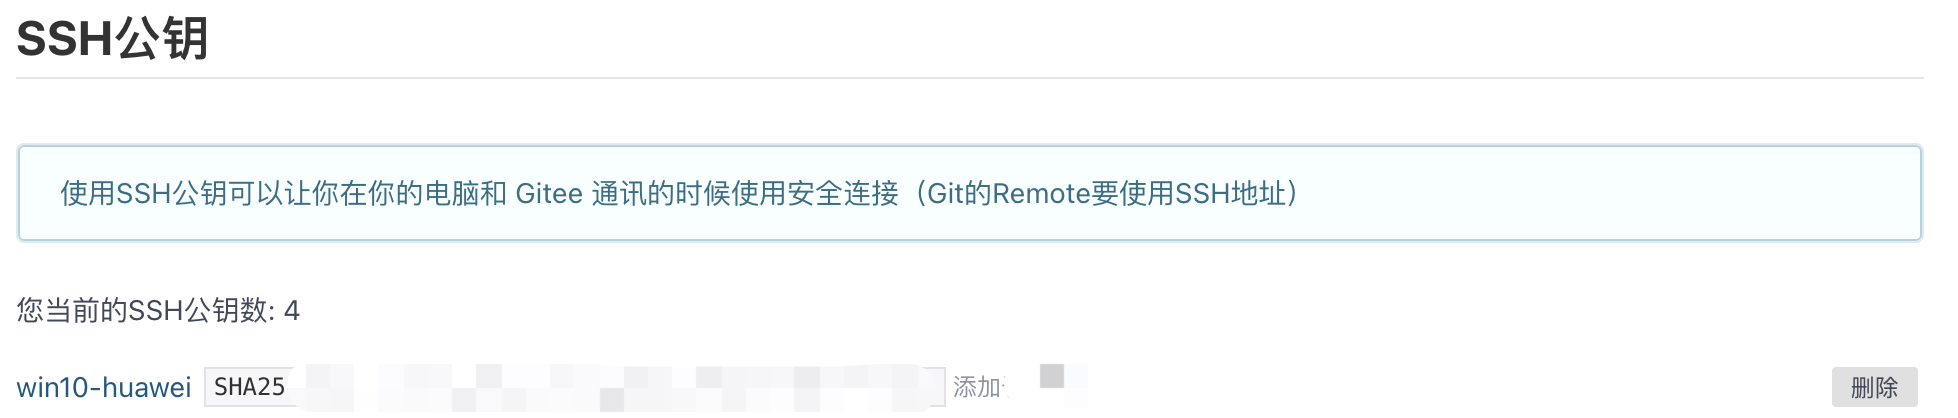 SSH公钥
使用SSH公钥可以让你在你的电脑和 Gitee 通讯的时候使用安全连接（Git的Remote要使用SSH地址）
您当前的SSH公钥数: 4
win10-huawei SHA25 添加 删除